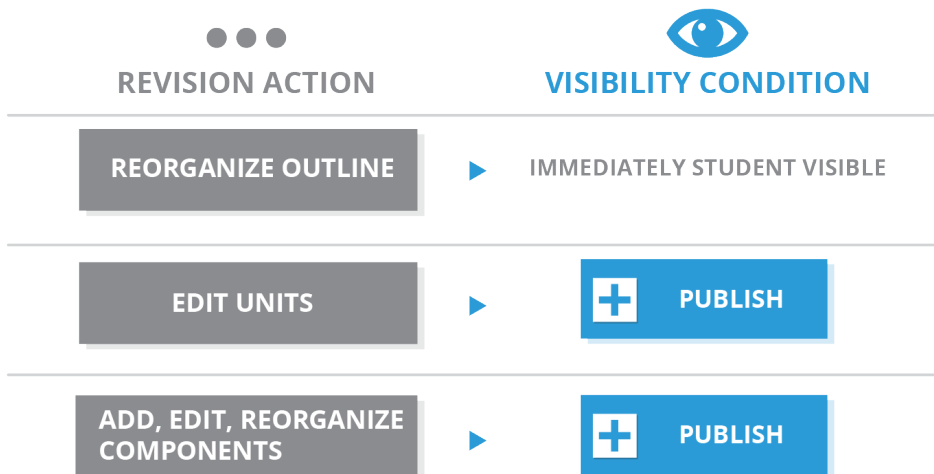 REVISION ACTION
VISIBILITY CONDITION
REORGANIZE OUTLINE
IMMEDIATELY STUDENT VISIBLE
EDIT UNITS
PUBLISH
ADD, EDIT, REORGANIZE
COMPONENTS
PUBLISH